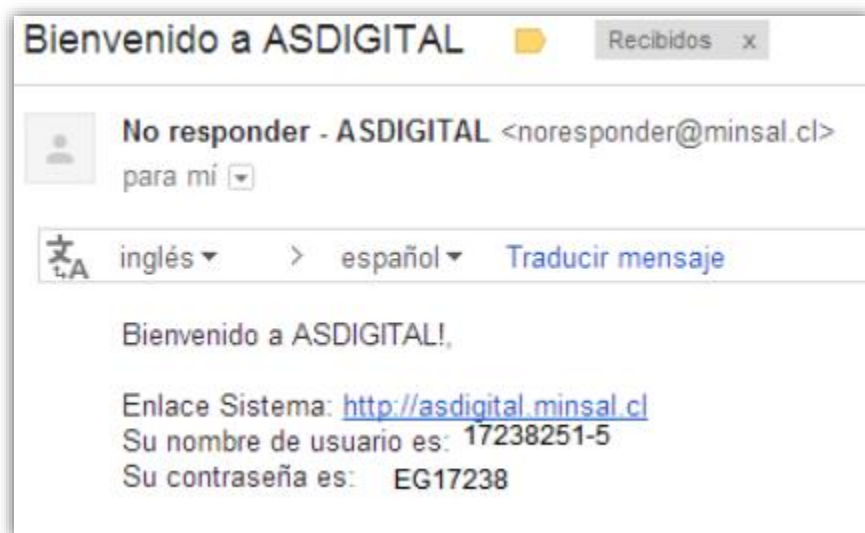 Bienvenido a ASDIGITAL Recibidos x
No responder - ASDIGITAL <noresponder@minsal.cl>
para mí
inglés > español Traducir mensaje
Bienvenido a ASDIGITAL!,
Enlace Sistema: http://asdigital.minsal.cl
Su nombre de usuario es: 17238251-5
Su contraseña es: EG17238